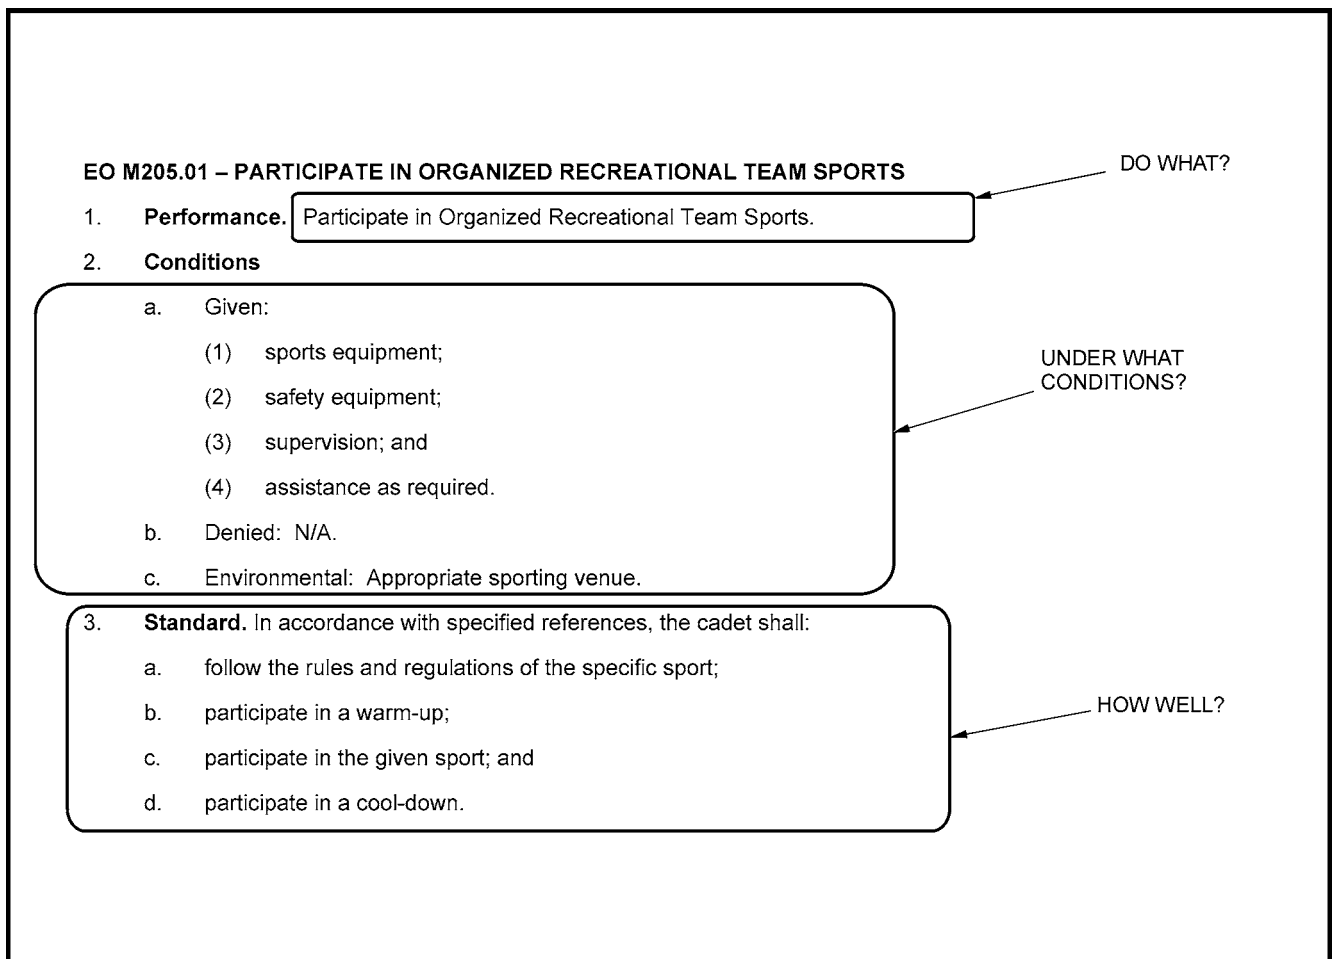 EO M205.01 – PARTICIPATE IN ORGANIZED RECREATIONAL TEAM SPORTS
DO WHAT?
1. Performance. Participate in Organized Recreational Team Sports.
2. Conditions
a. Given:
(1) sports equipment;
UNDER WHAT
CONDITIONS?
(2) safety equipment;
(3) supervision; and
(4) assistance as required.
b. Denied: N/A.
c. Environmental: Appropriate sporting venue.
3. Standard. In accordance with specified references, the cadet shall:
a. follow the rules and regulations of the specific sport;
b. participate in a warm-up;
HOW WELL?
c. participate in the given sport; and
d. participate in a cool-down.